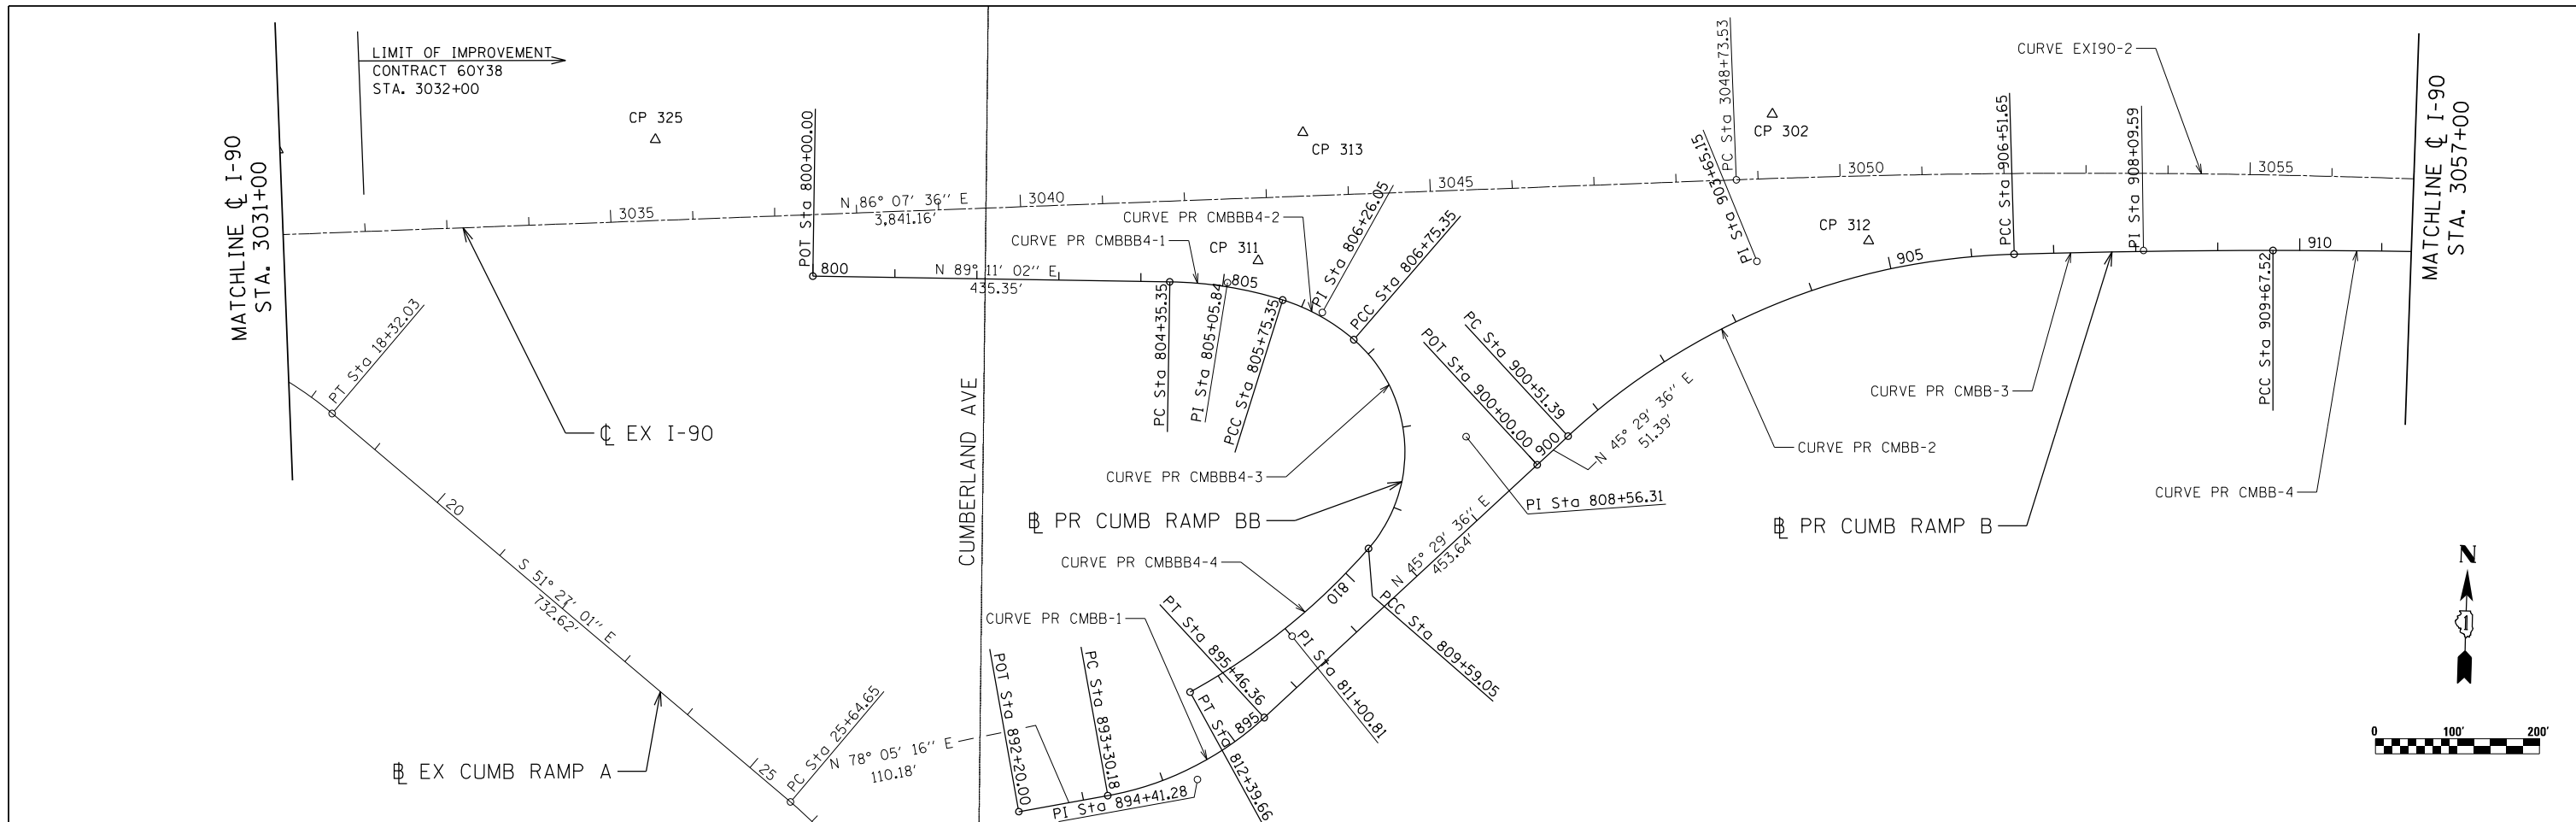 LIMIT OF IMPROVEMENT
CONTRACT 60Y38
STA. 3032+00
MATCHLINE ℄ I-90
STA. 3031+00
CP 325
POT Sta 800+00.00
3035
N 86° 07' 36" E
3,841.16'
3040
CP 313
3045
PC Sta 3048+73.53
CP 302
3050
CURVE EXI90-2
3055
MATCHLINE ℄ I-90
STA. 3057+00
CURVE PR CMBBB4-2
CURVE PR CMBBB4-1
CP 311
PI Sta 806+26.05
PCC Sta 806+75.35
PI Sta 903+65.15
CP 312
PCC Sta 906+51.65
PI Sta 908+09.59
905
910
800
N 89° 11' 02" E
435.35'
805
PC Sta 804+35.35
PI Sta 805+05.84
PCC Sta 805+75.35
PT Sta 18+32.03
℄ EX I-90
CUMBERLAND AVE
PC Sta 900+51.39
POT Sta 900+00.00
900
N 45° 29' 36" E
51.39'
PCC Sta 909+67.52
CURVE PR CMBB-3
CURVE PR CMBB-2
CURVE PR CMBB-4
CURVE PR CMBBB4-3
PI Sta 808+56.31
BL PR CUMB RAMP BB
BL PR CUMB RAMP B
20
S 51° 27' 01" E
732.62'
CURVE PR CMBBB4-4
N 45° 29' 36" E
453.64'
810
CURVE PR CMBB-1
PT Sta 895+46.36
PCC Sta 809+59.05
PI Sta 811+00.81
POT Sta 892+20.00
PC Sta 893+30.18
895
PT Sta 812+39.66
N 78° 05' 16" E
110.18'
PI Sta 894+41.28
BL EX CUMB RAMP A
25
PC Sta 25+64.65
N
1
0 100' 200'